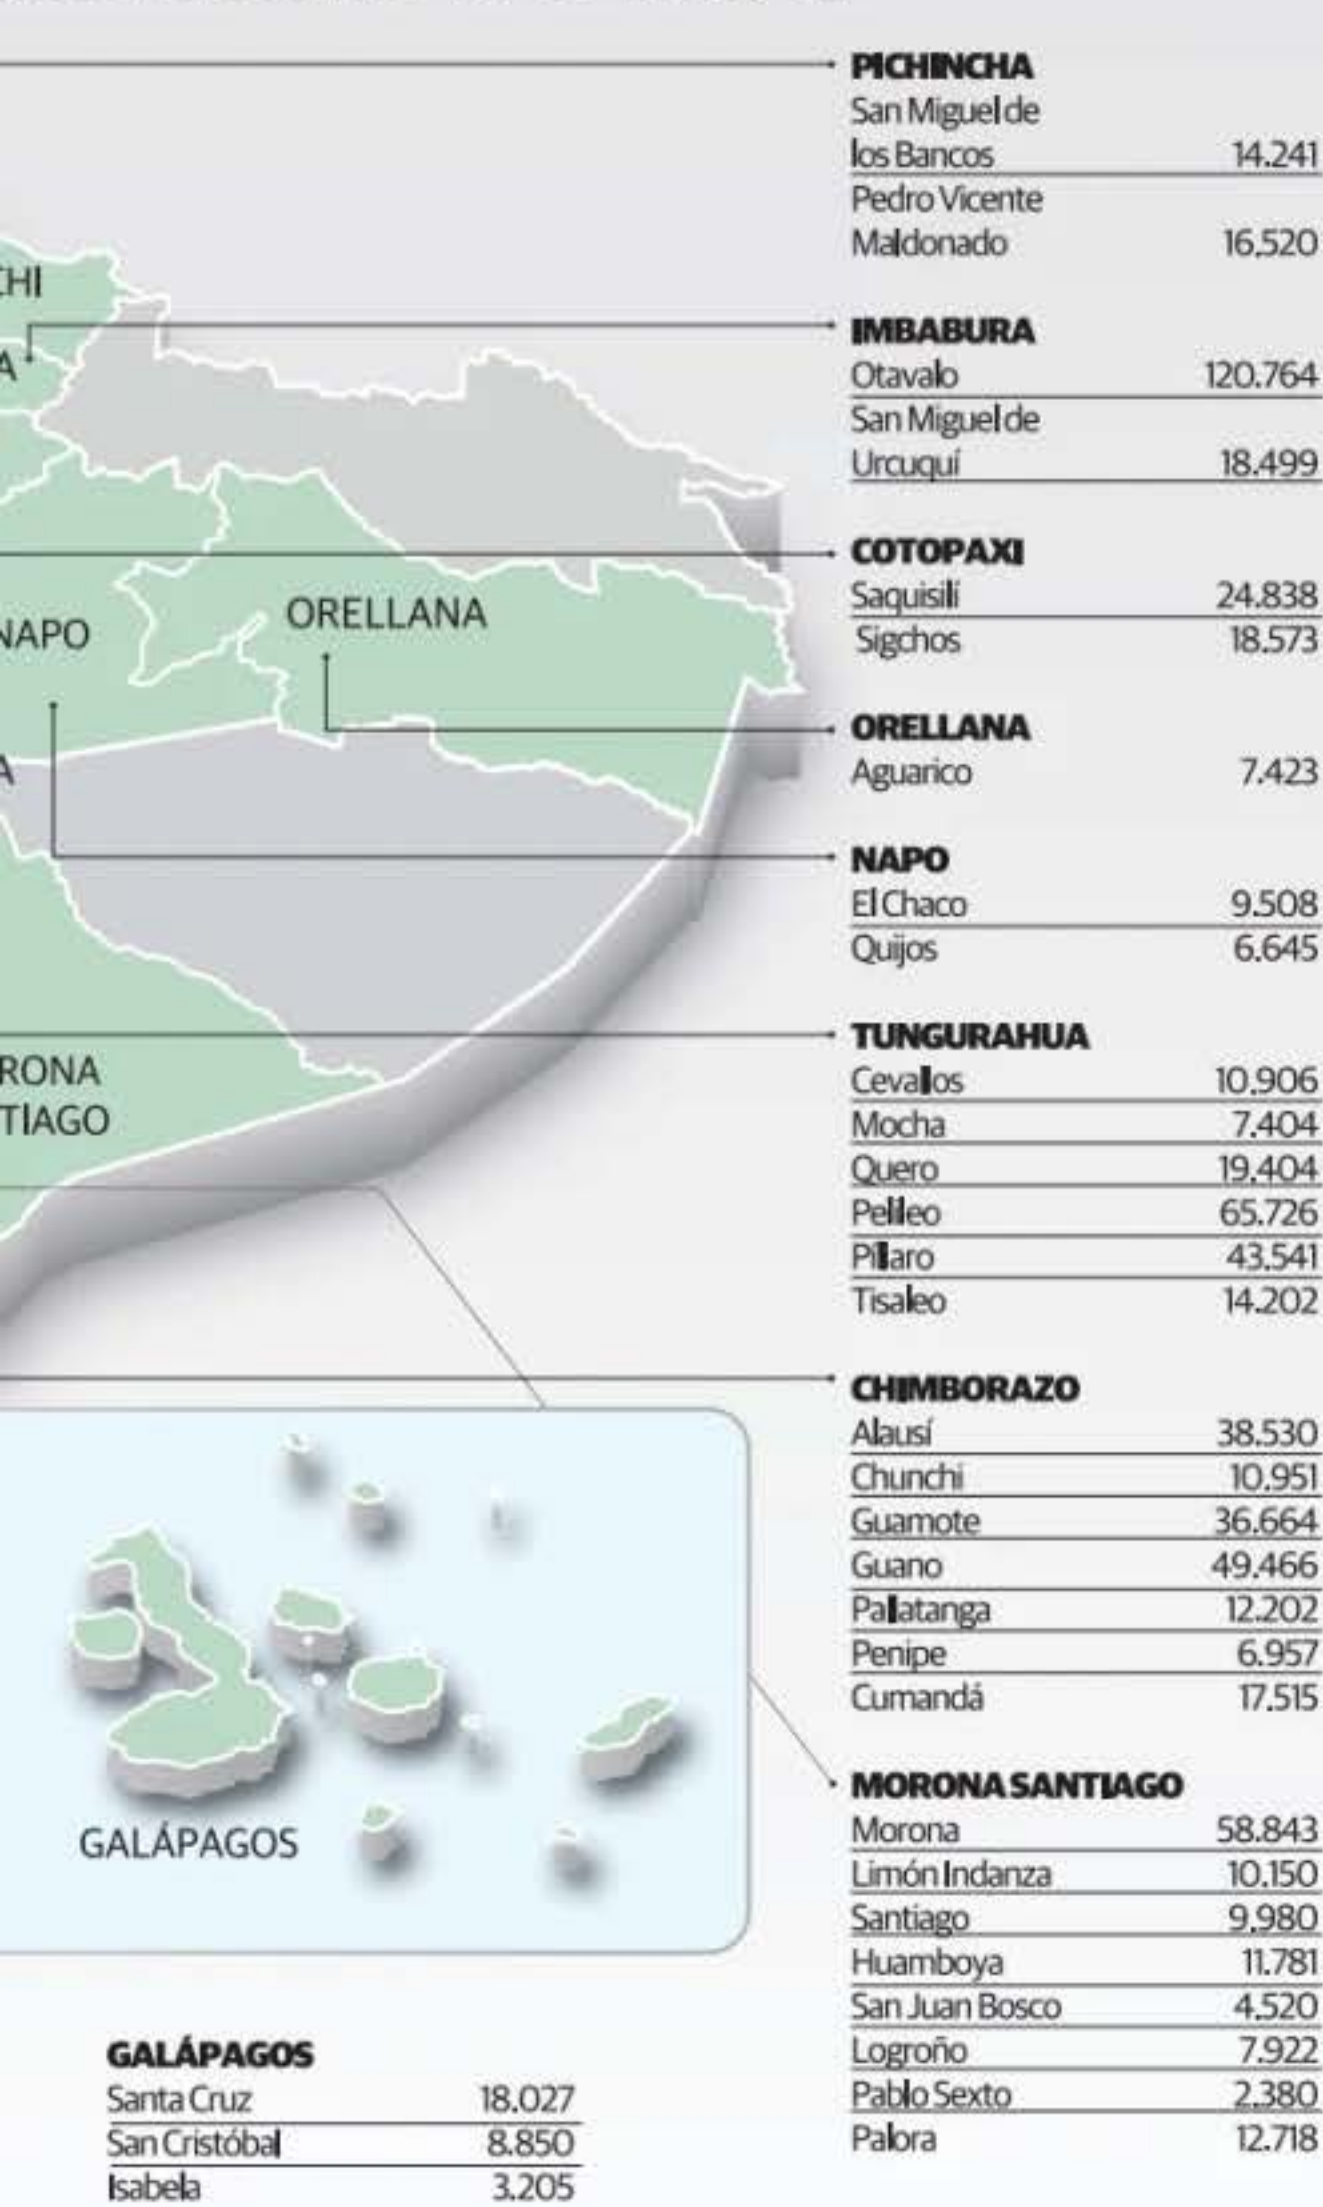 PICHINCHA
San Miguel de
los Bancos 14.241
Pedro Vicente
Maldonado 16.520
IMBABURA
Otavalo 120.764
San Miguel de
Urcuquí 18.499
COTOPAXI
Saquisilí 24.838
Sigchos 18.573
ORELLANA
Aguarico 7.423
NAPO
El Chaco 9.508
Quijos 6.645
TUNGURAHUA
Cevallos 10.906
Mocha 7.404
Quero 19.404
Pelileo 65.726
Píllaro 43.541
Tisaleo 14.202
CHIMBORAZO
Alausí 38.530
Chunchi 10.951
Guamote 36.664
Guano 49.466
Pallatanga 12.202
Penipe 6.957
Cumandá 17.515
MORONA SANTIAGO
Morona 58.843
Limón Indanza 10.150
Santiago 9.980
Huamboya 11.781
San Juan Bosco 4.520
Logroño 7.922
Pablo Sexto 2.380
Palora 12.718
CHI
A
ORELLANA
NAPO
A
RONA
TIAGO
GALÁPAGOS
GALÁPAGOS
Santa Cruz 18.027
San Cristóbal 8.850
Isabela 3.205